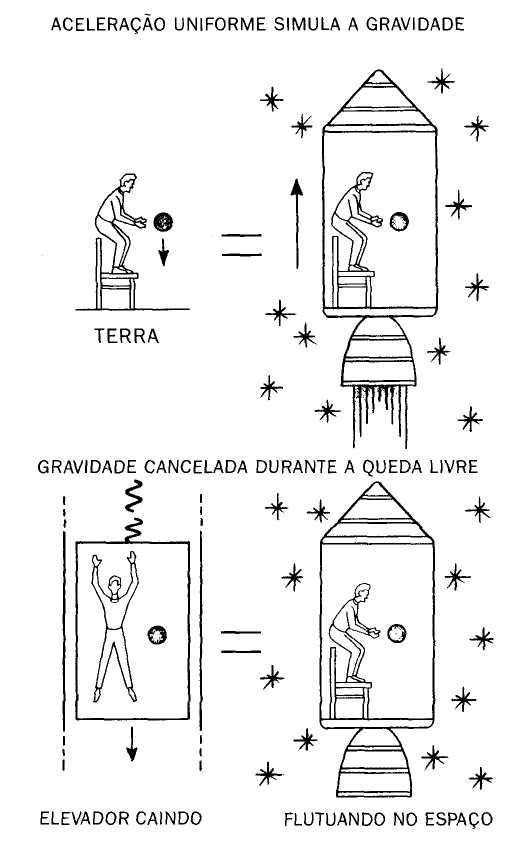 ACELERAÇÃO UNIFORME SIMULA A GRAVIDADE
TERRA
GRAVIDADE CANCELADA DURANTE A QUEDA LIVRE
ELEVADOR CAINDO
FLUTUANDO NO ESPAÇO